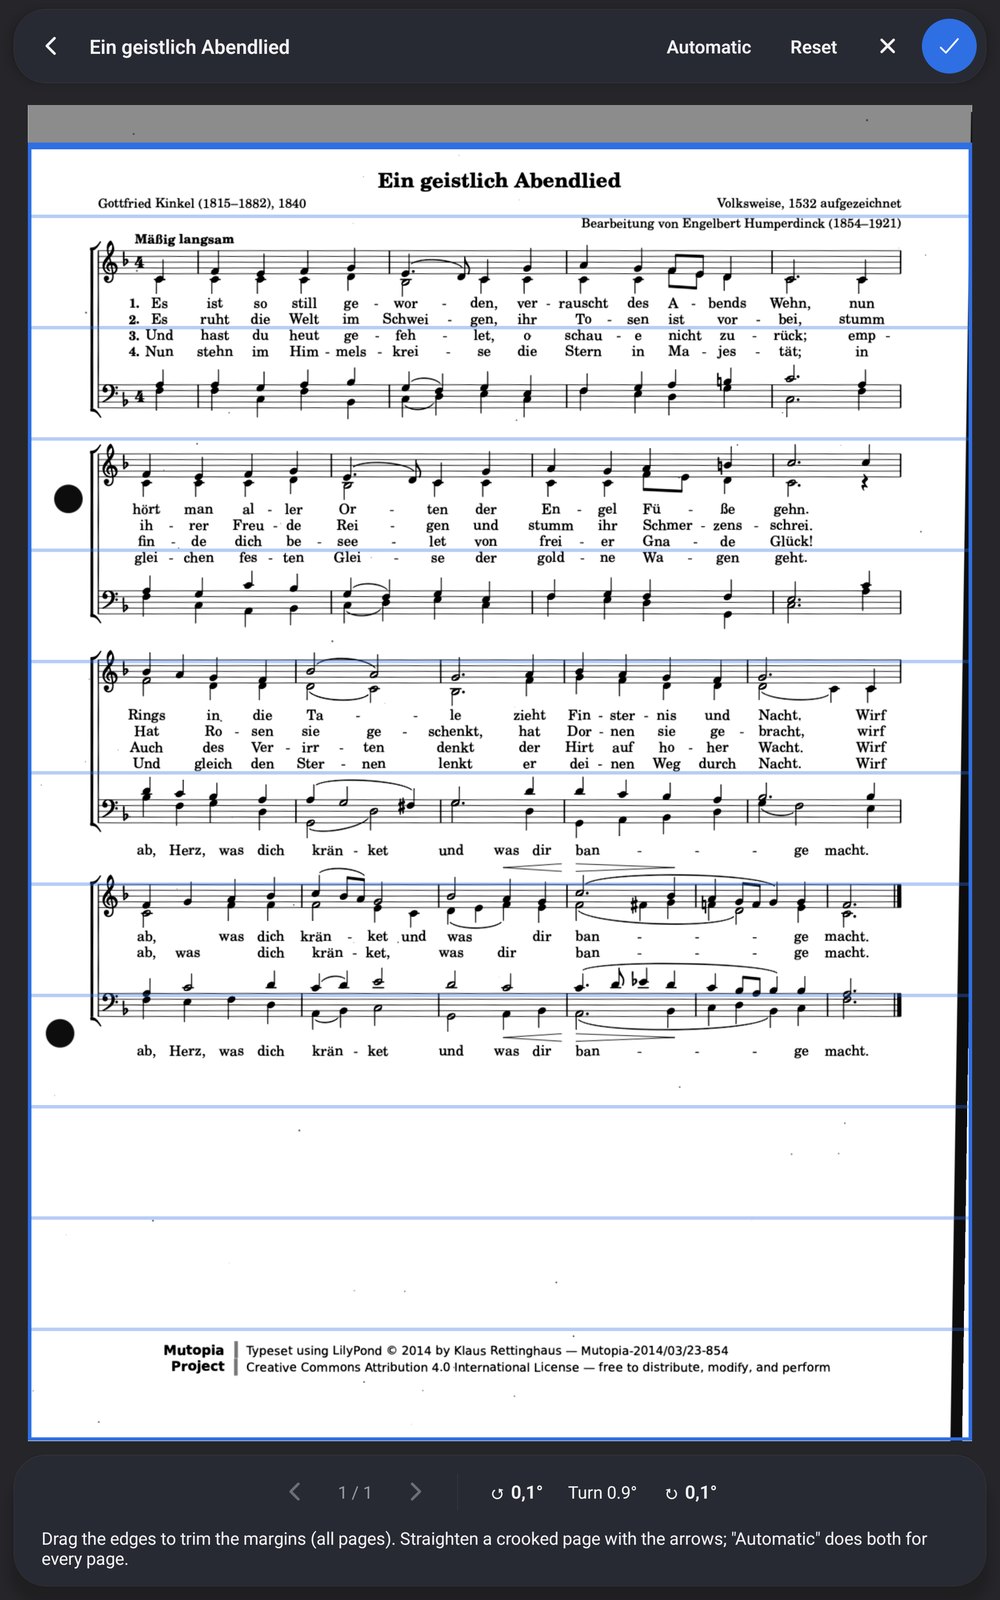 Ein geistlich Abendlied
Automatic
Reset
Ein geistlich Abendlied
Gottfried Kinkel (1815–1882), 1840
Volksweise, 1532 aufgezeichnet
Bearbeitung von Engelbert Humperdinck (1854–1921)
Mäßig langsam
1. Es ist so still ge - wor - den, ver - rauscht des A - bends Wehn, nun
2. Es ruht die Welt im Schwei - gen, ihr To - sen ist vor - bei, stumm
3. Und hast du heut ge - feh - let, o schau - e nicht zu - rück; emp -
4. Nun stehn im Him - mels - krei - se die Stern in Ma - jes - tät; in
hört man al - ler Or - ten der En - gel Fü - ße gehn.
ih - rer Freu - de Rei - gen und stumm ihr Schmer - zens - schrei.
fin - de dich be - see - let von frei - er Gna - de Glück!
glei - chen fes - ten Glei - se der gold - ne Wa - gen geht.
Rings in die Ta - - le zieht Fin - ster - nis und Nacht. Wirf
Hat Ro - sen sie ge - schenkt, hat Dor - nen sie ge - bracht, wirf
Auch des Ver - irr - ten denkt der Hirt auf ho - her Wacht. Wirf
Und gleich den Ster - nen lenkt er dei - nen Weg durch Nacht. Wirf
ab, Herz, was dich krän - ket und was dir ban - - - - ge macht.
ab, was dich krän - ket und was dir ban - - - - ge macht.
ab, was dich krän - ket, was dir ban - - - - ge macht.
ab, Herz, was dich krän - ket und was dir ban - - - - ge macht.
Mutopia Project
Typeset using LilyPond © 2014 by Klaus Rettinghaus — Mutopia-2014/03/23-854
Creative Commons Attribution 4.0 International License — free to distribute, modify, and perform
1 / 1
↺ 0,1°
Turn 0.9°
↻ 0,1°
Drag the edges to trim the margins (all pages). Straighten a crooked page with the arrows; "Automatic" does both for
every page.